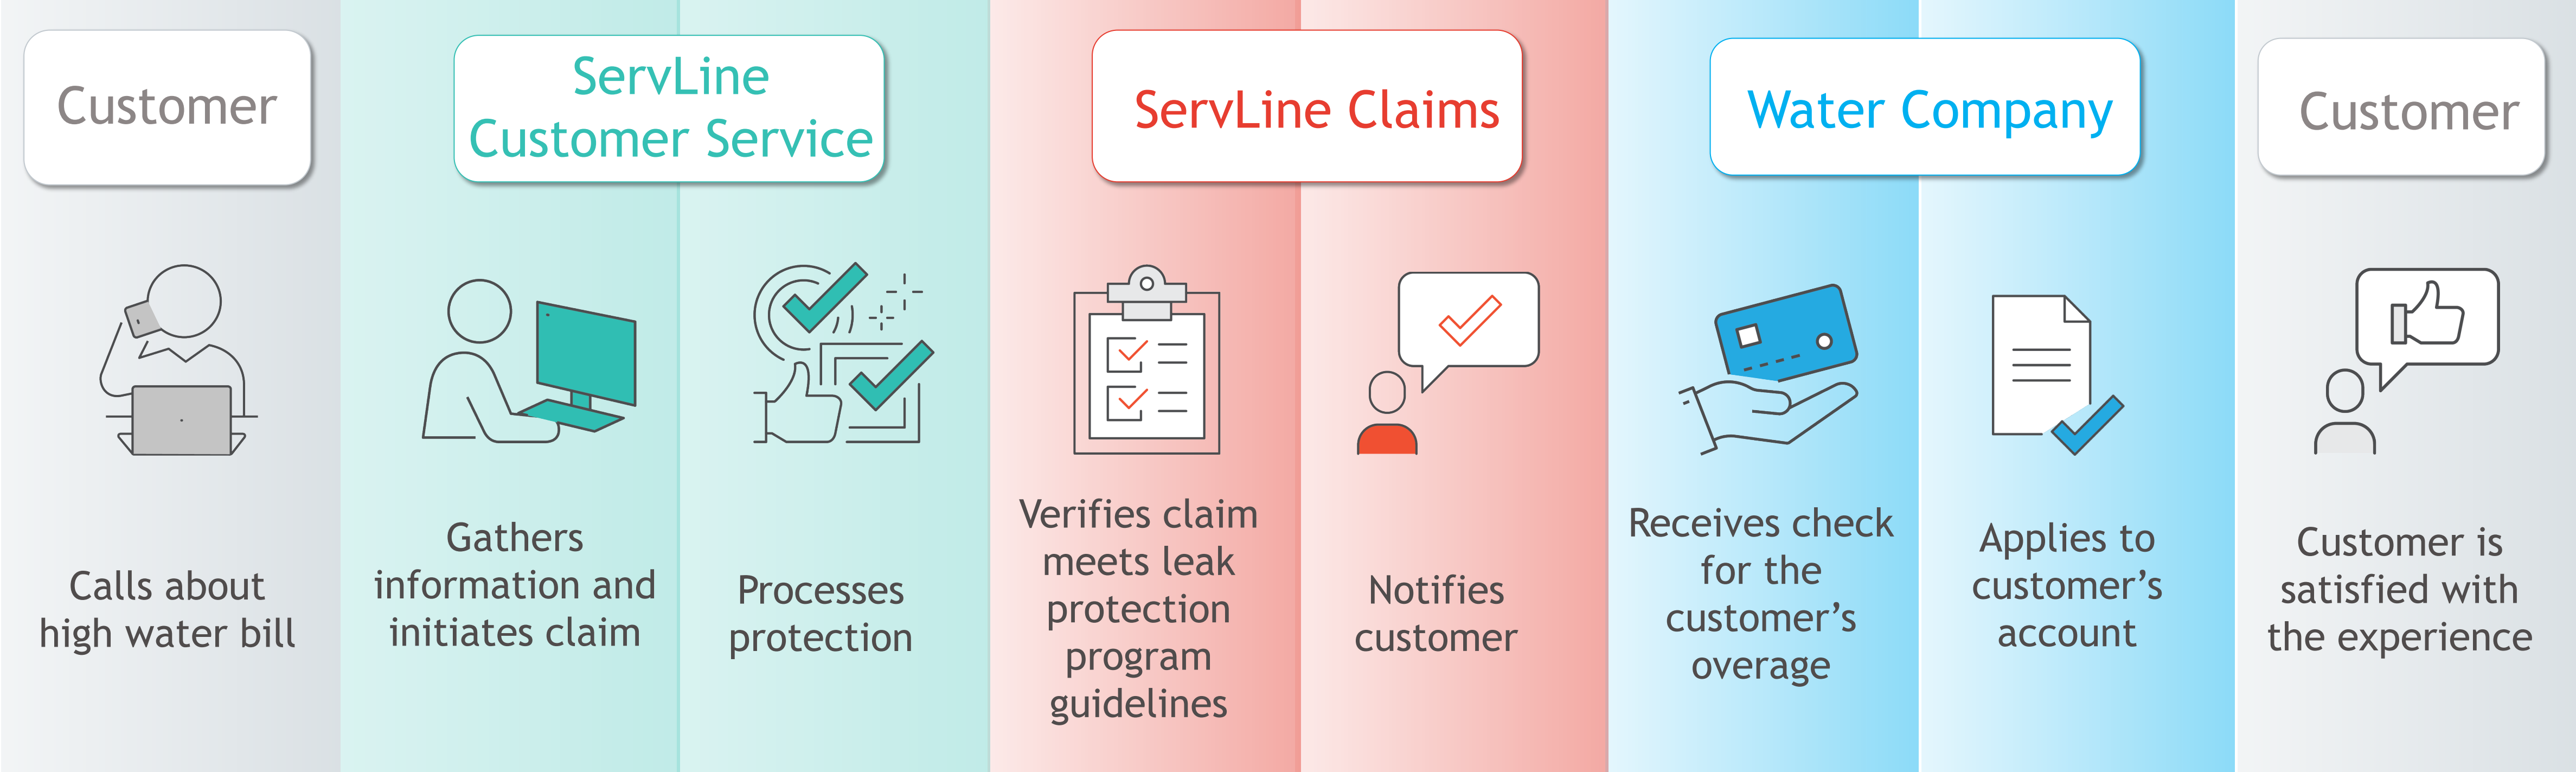 Customer
Calls about
high water bill
ServLine
Customer Service
Gathers
information and
initiates claim
Processes
protection
ServLine Claims
Verifies claim
meets leak
protection
program
guidelines
Notifies
customer
Water Company
Receives check
for the
customer’s
overage
Applies to
customer’s
account
Customer
Customer is
satisfied with
the experience